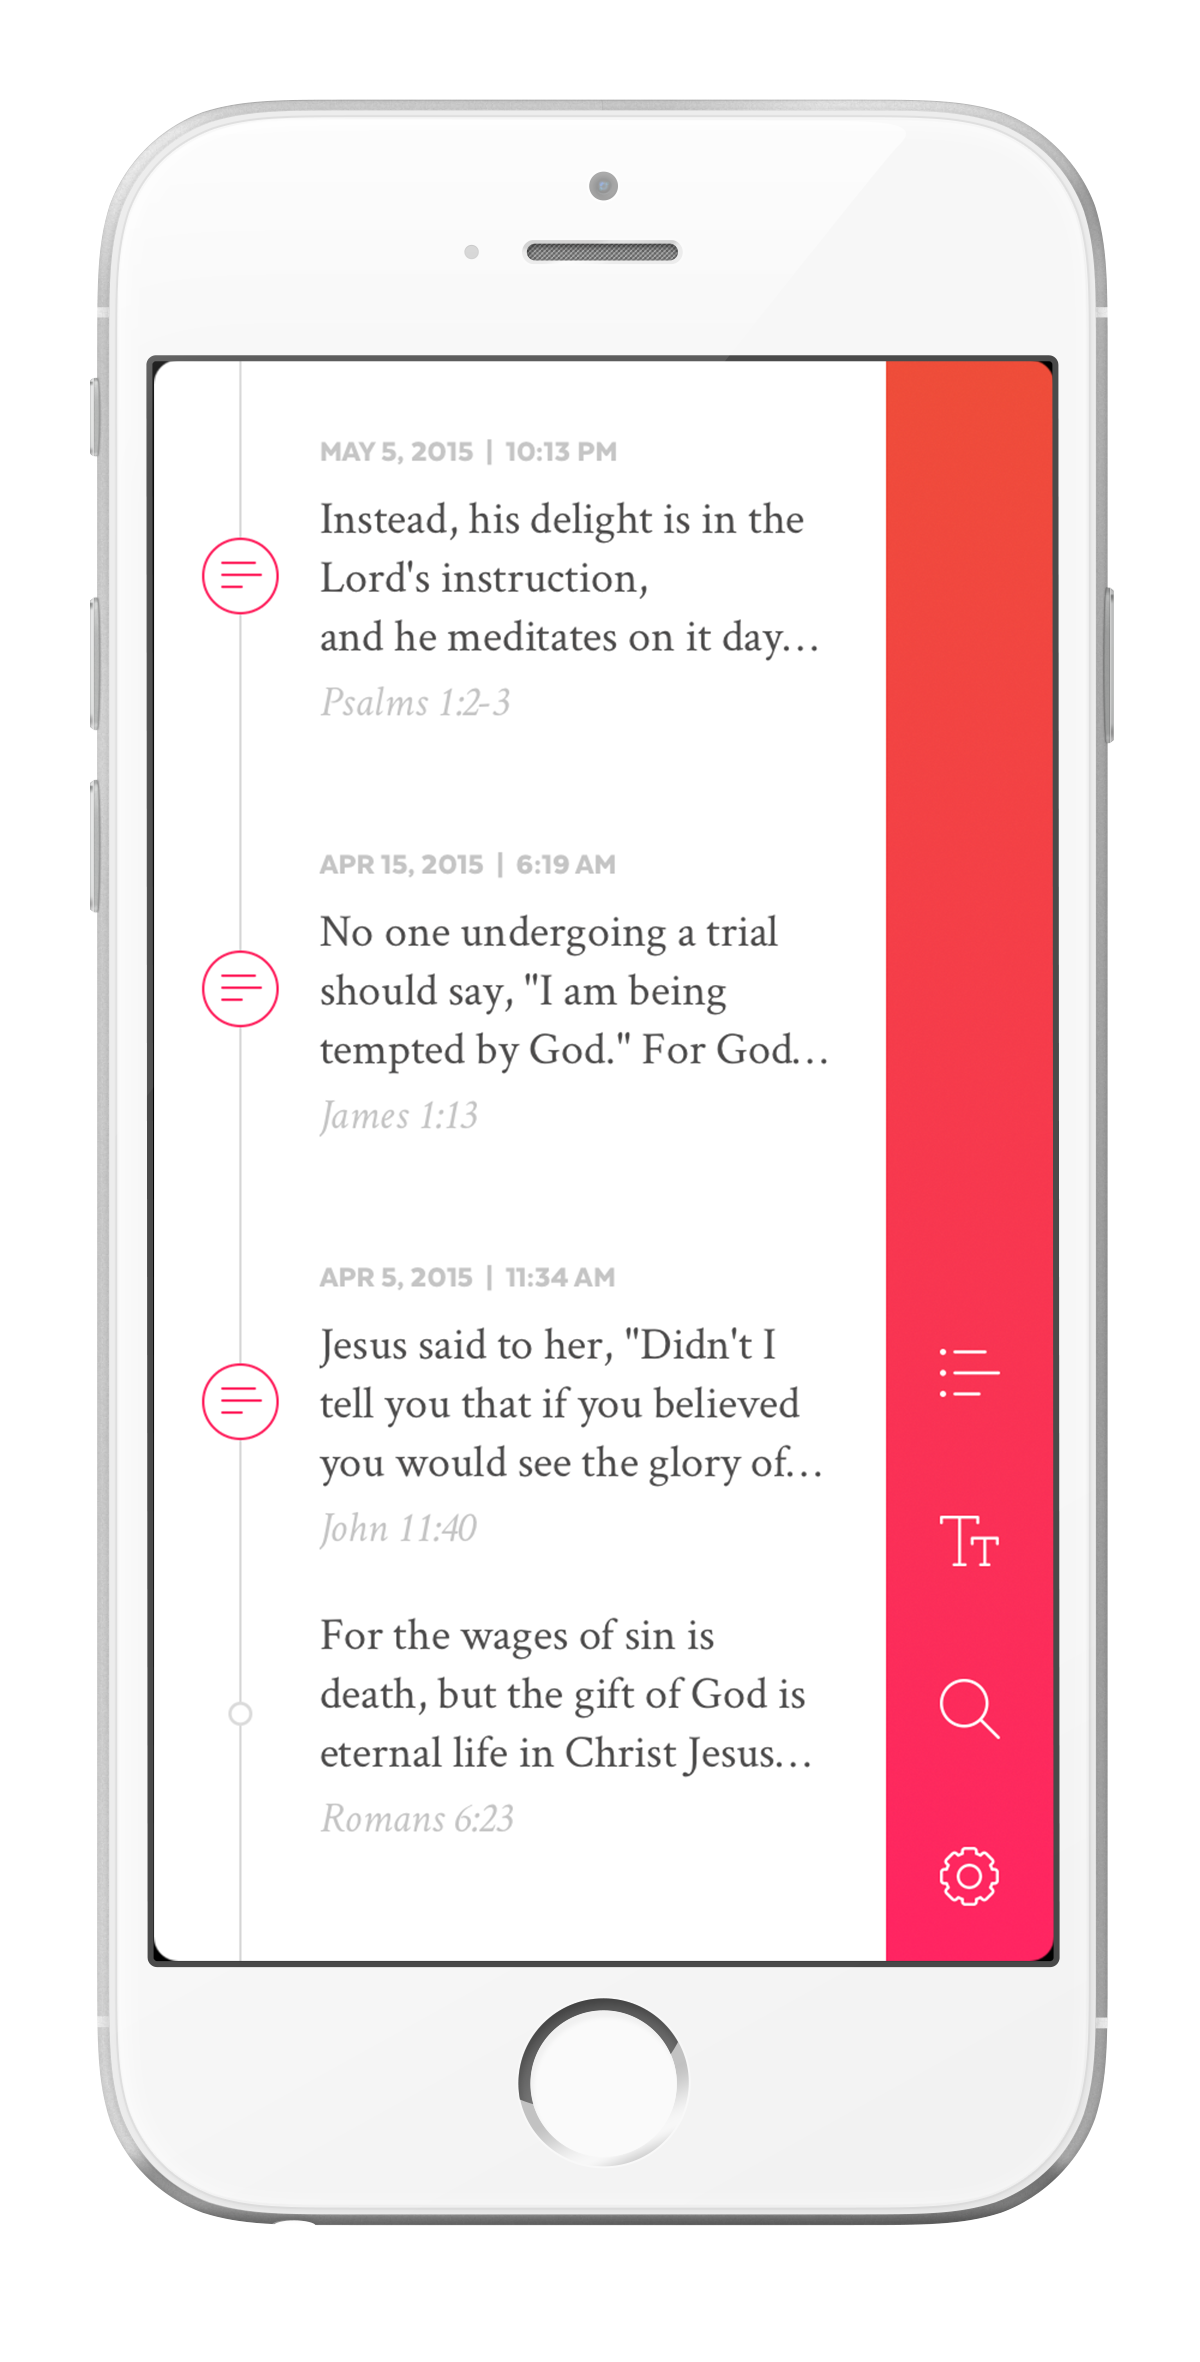 MAY 5, 2015 | 10:13 PM
Instead, his delight is in the
Lord's instruction,
and he meditates on it day...
Psalms 1:2-3
APR 15, 2015 | 6:19 AM
No one undergoing a trial
should say, "I am being
tempted by God." For God...
James 1:13
APR 5, 2015 | 11:34 AM
Jesus said to her, "Didn't I
tell you that if you believed
you would see the glory of...
John 11:40
For the wages of sin is
death, but the gift of God is
eternal life in Christ Jesus...
Romans 6:23
TT